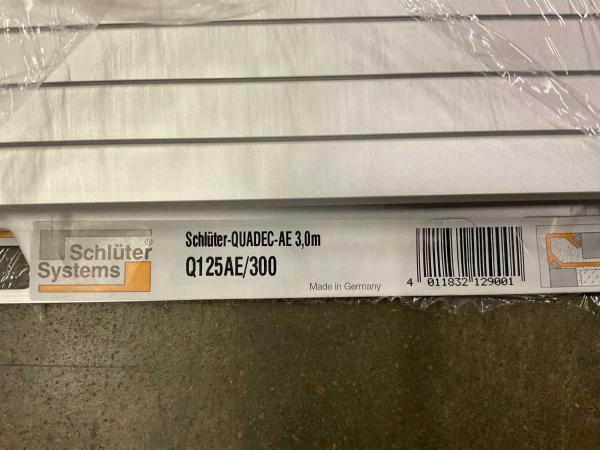 Schlüter®
Systems
Schlüter-QUADEC-AE 3,0m
Q125AE/300
Made in Germany
4 011832 129001